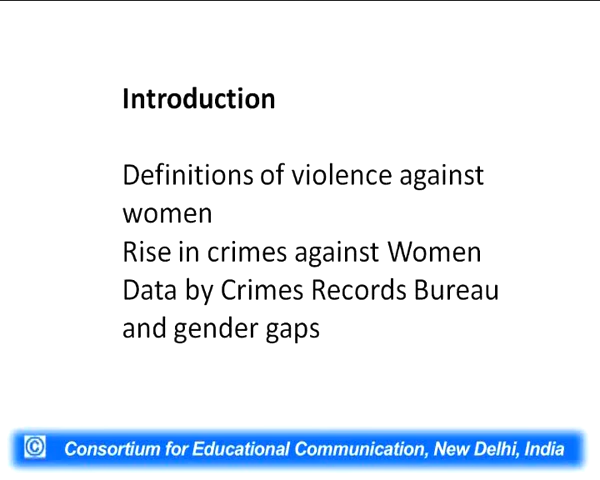 Introduction
Definitions of violence against
women
Rise in crimes against Women
Data by Crimes Records Bureau
and gender gaps
© Consortium for Educational Communication, New Delhi, India